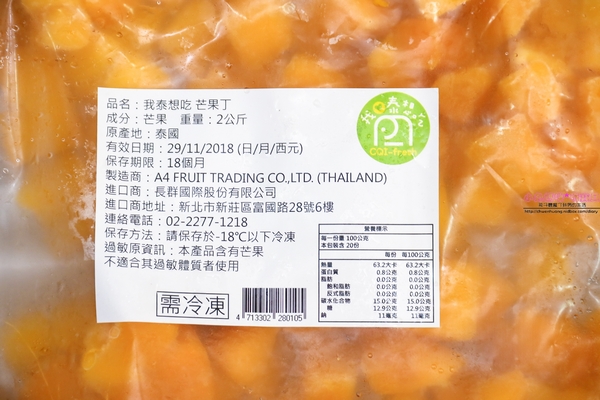 品名：我泰想吃 芒果丁
成分：芒果　重量：2公斤
原產地：泰國
有效日期：29/11/2018 (日/月/西元)
保存期限：18個月
製造商：A4 FRUIT TRADING CO.,LTD. (THAILAND)
進口商：長群國際股份有限公司
進口商地址：新北市新莊區富國路28號6樓
連絡電話：02-2277-1218
保存方法：請保存於-18℃以下冷凍
過敏原資訊：本產品含有芒果
不適合其過敏體質者使用
需冷凍
4 713302 280105
我 泰 想 吃
COI-fresh
營養標示
每一份量 100公克
本包裝含 20份
每份 每100公克
熱量 63.2大卡 63.2大卡
蛋白質 0.8公克 0.8公克
脂肪 0.0公克 0.0公克
飽和脂肪 0.0公克 0.0公克
反式脂肪 0.0公克 0.0公克
碳水化合物 15.0公克 15.0公克
糖 12.9公克 12.9公克
鈉 11毫克 11毫克